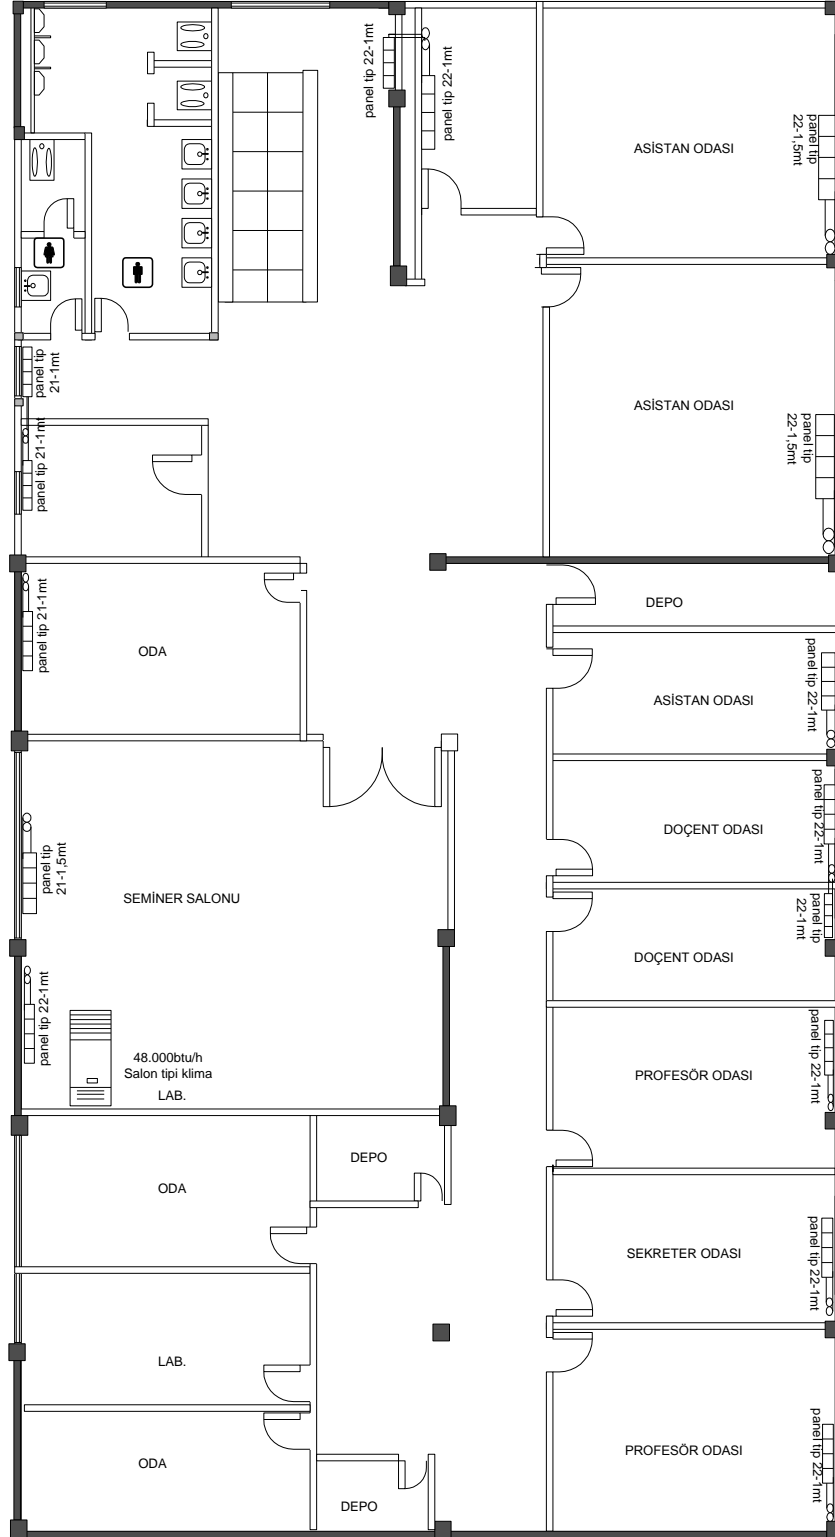 panel tip 22-1mt
panel tip 22-1mt
panel tip
22-1,5mt
ASİSTAN ODASI
panel tip
21-1mt
panel tip 21-1mt
ASİSTAN ODASI
panel tip
22-1,5mt
panel tip 21-1mt
ODA
DEPO
ASİSTAN ODASI
panel tip 22-1mt
DOÇENT ODASI
panel tip 22-1mt
panel tip
21-1,5mt
SEMİNER SALONU
panel tip
22-1mt
DOÇENT ODASI
panel tip 22-1mt
48.000btu/h
Salon tipi klima
LAB.
PROFESÖR ODASI
panel tip 22-1mt
DEPO
ODA
SEKRETER ODASI
panel tip 22-1mt
LAB.
PROFESÖR ODASI
panel tip 22-1mt
ODA
DEPO